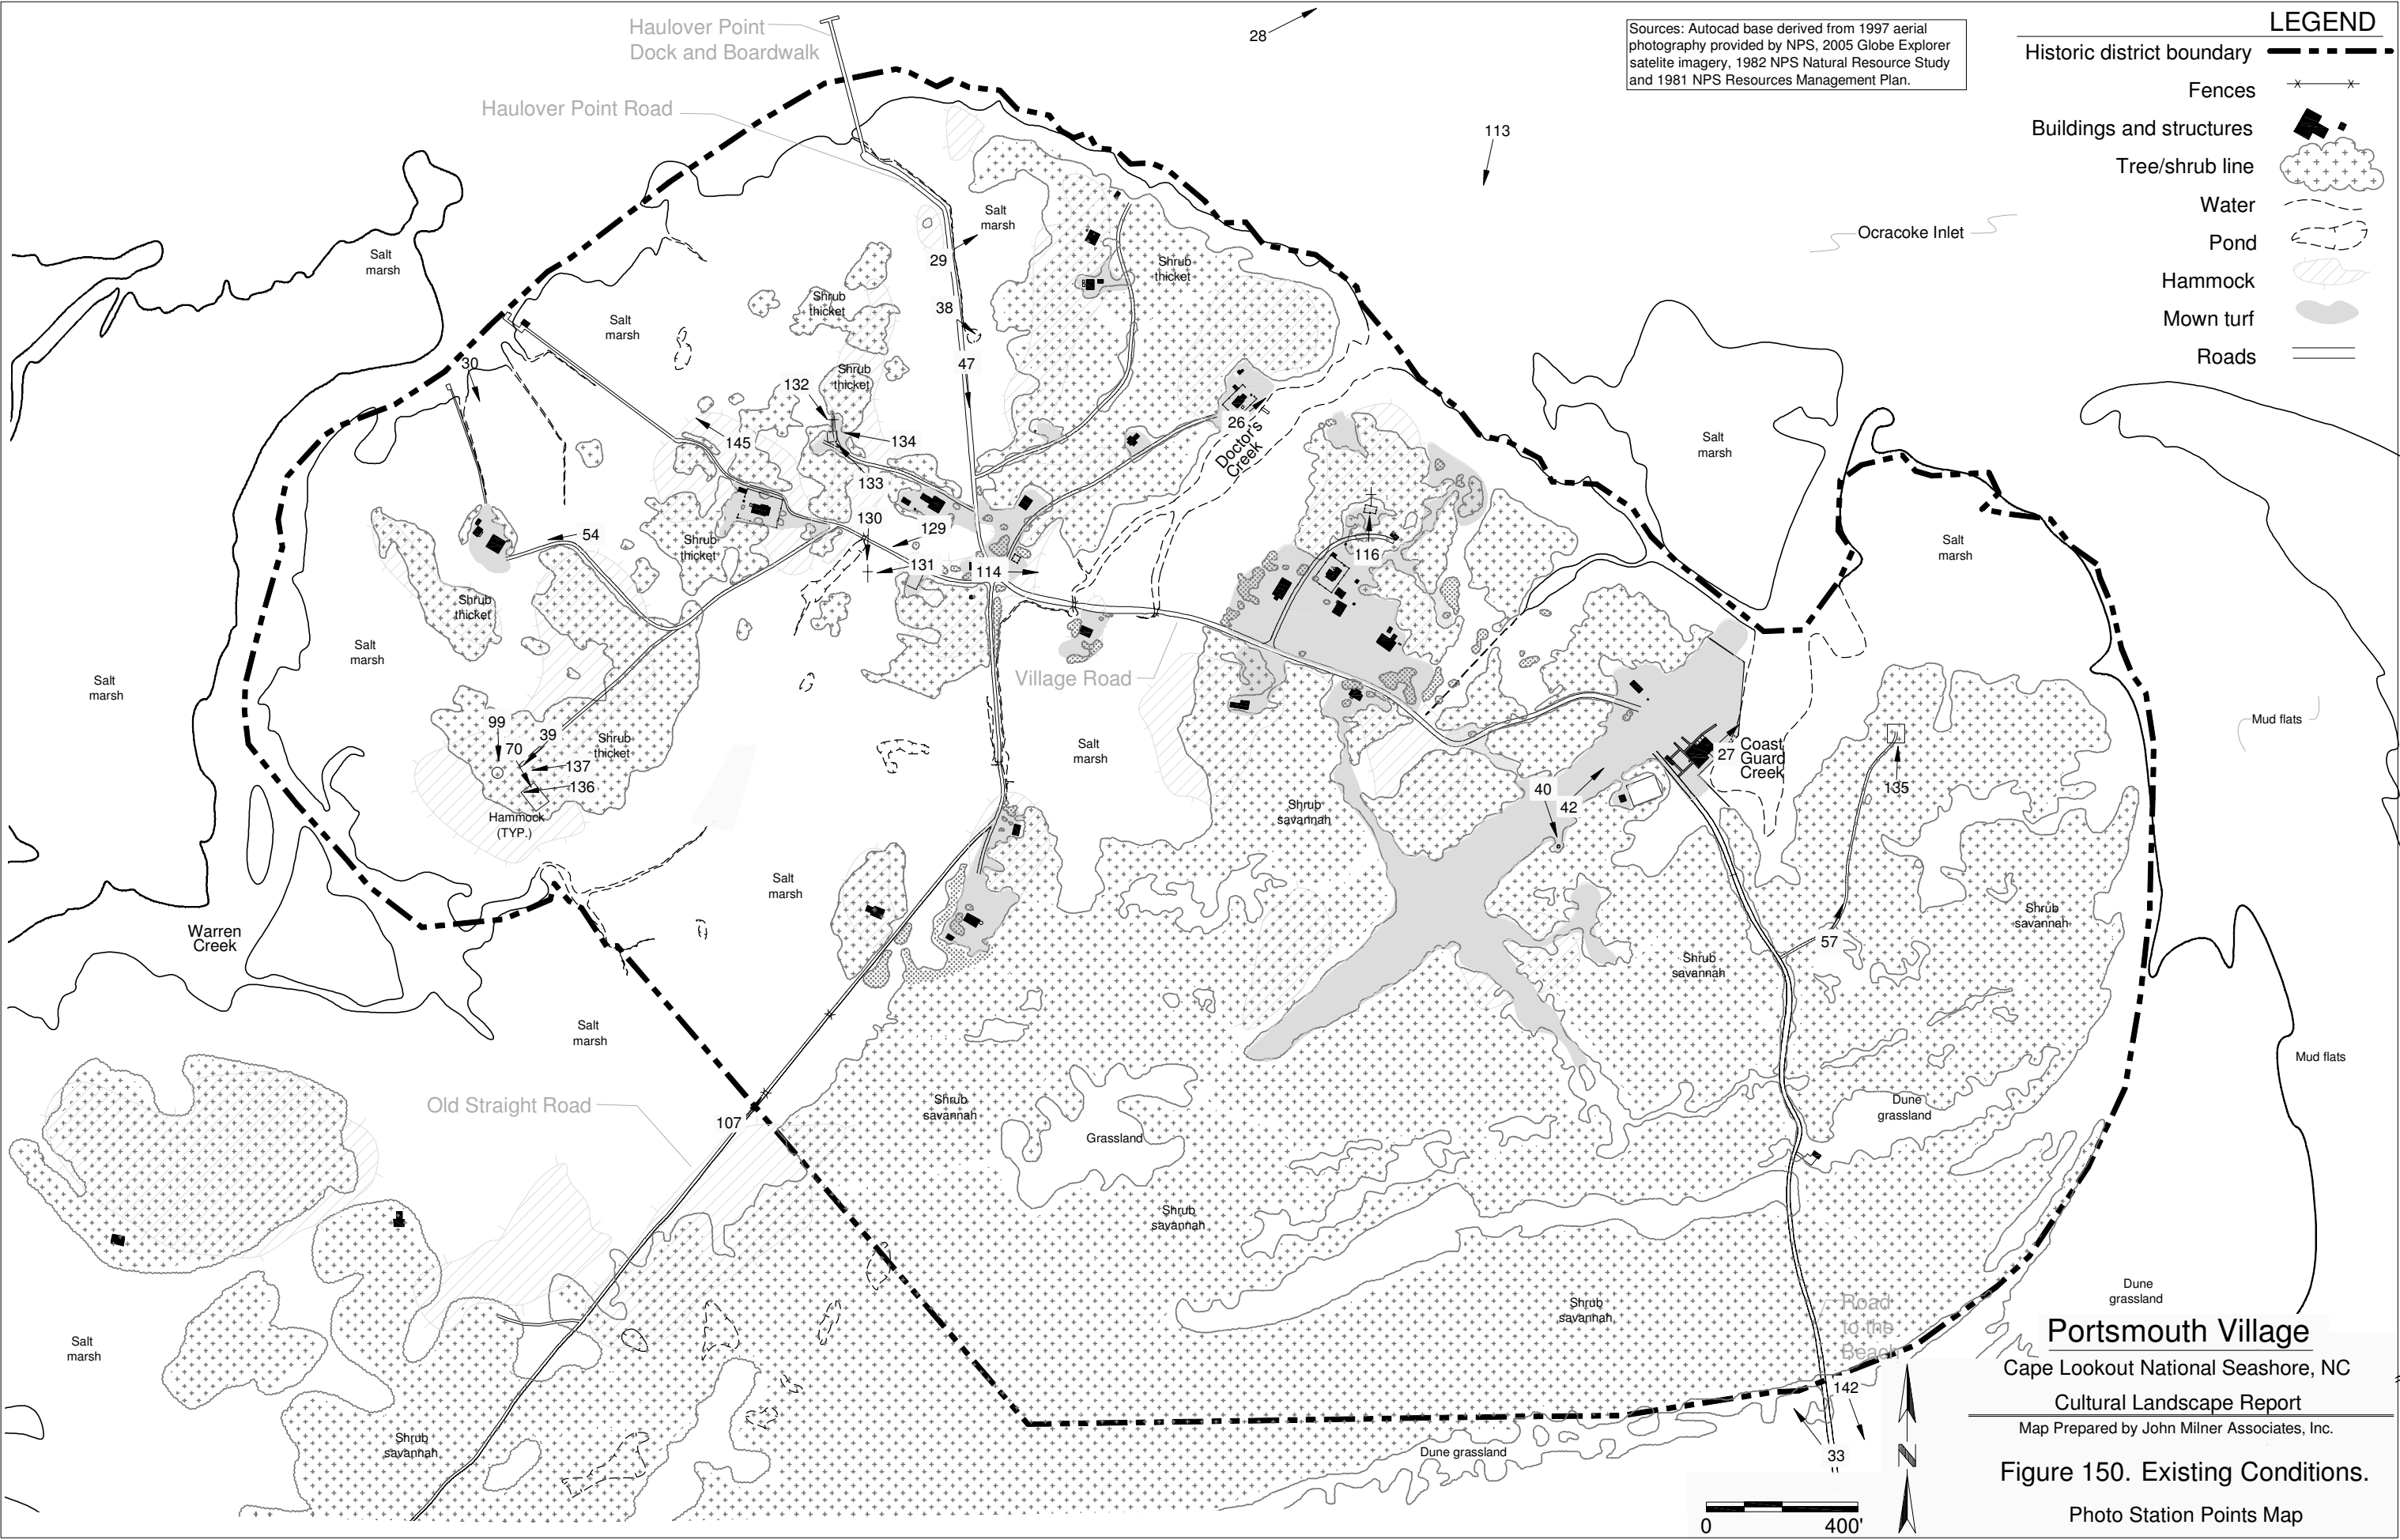 Haulover Point
Dock and Boardwalk
28
Sources: Autocad base derived from 1997 aerial
photography provided by NPS, 2005 Globe Explorer
satelite imagery, 1982 NPS Natural Resource Study
and 1981 NPS Resources Management Plan.
LEGEND
Historic district boundary
Fences
Buildings and structures
Tree/shrub line
Water
Pond
Hammock
Mown turf
Roads
Haulover Point Road
113
Ocracoke Inlet
Salt
marsh
Salt
marsh
29
Shrub
thicket
Shrub
thicket
38
Salt
marsh
30
47
Shrub
thicket
132
145
134
26
Doctor's
Creek
Salt
marsh
133
130
129
54
Shrub
thicket
131
114
116
Salt
marsh
Shrub
thicket
Salt
marsh
Salt
marsh
Village Road
99
39
70
Shrub
thicket
137
136
Hammock
(TYP.)
Salt
marsh
27
Coast
Guard
Creek
Mud flats
40
42
135
Shrub
savannah
Salt
marsh
Warren
Creek
Shrub
savannah
57
Shrub
savannah
Salt
marsh
Mud flats
Old Straight Road
107
Shrub
savannah
Grassland
Dune
grassland
Shrub
savannah
Dune
grassland
Shrub
savannah
Road
to the
Beach
Salt
marsh
142
Shrub
savannah
Dune grassland
33
Portsmouth Village
Cape Lookout National Seashore, NC
Cultural Landscape Report
Map Prepared by John Milner Associates, Inc.
N
Figure 150. Existing Conditions.
Photo Station Points Map
0 400'